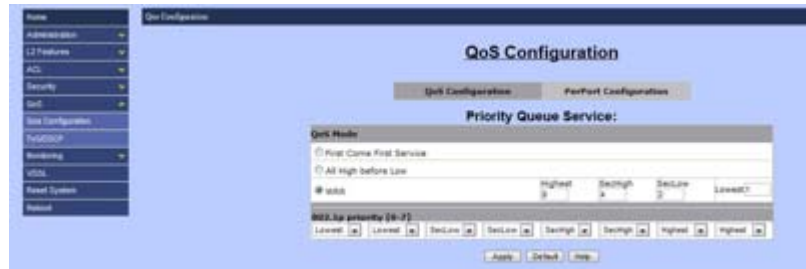 Home
Qos Configuration
Administration
L2 Features
ACL
Security
QoS
Qos Configuration
ToS/DSCP
Monitoring
Reset System
Reboot
QoS Configuration
QoS Configuration PerPort Configuration
Priority Queue Service:
QoS Mode
First Come First Service
All High before Low
WRR Highest 8 SecHigh 4 SecLow 2 Lowest
802.1p priority [0-7]
Lowest Lowest SecLow SecLow SecHigh SecHigh Highest Highest
Apply Default Help